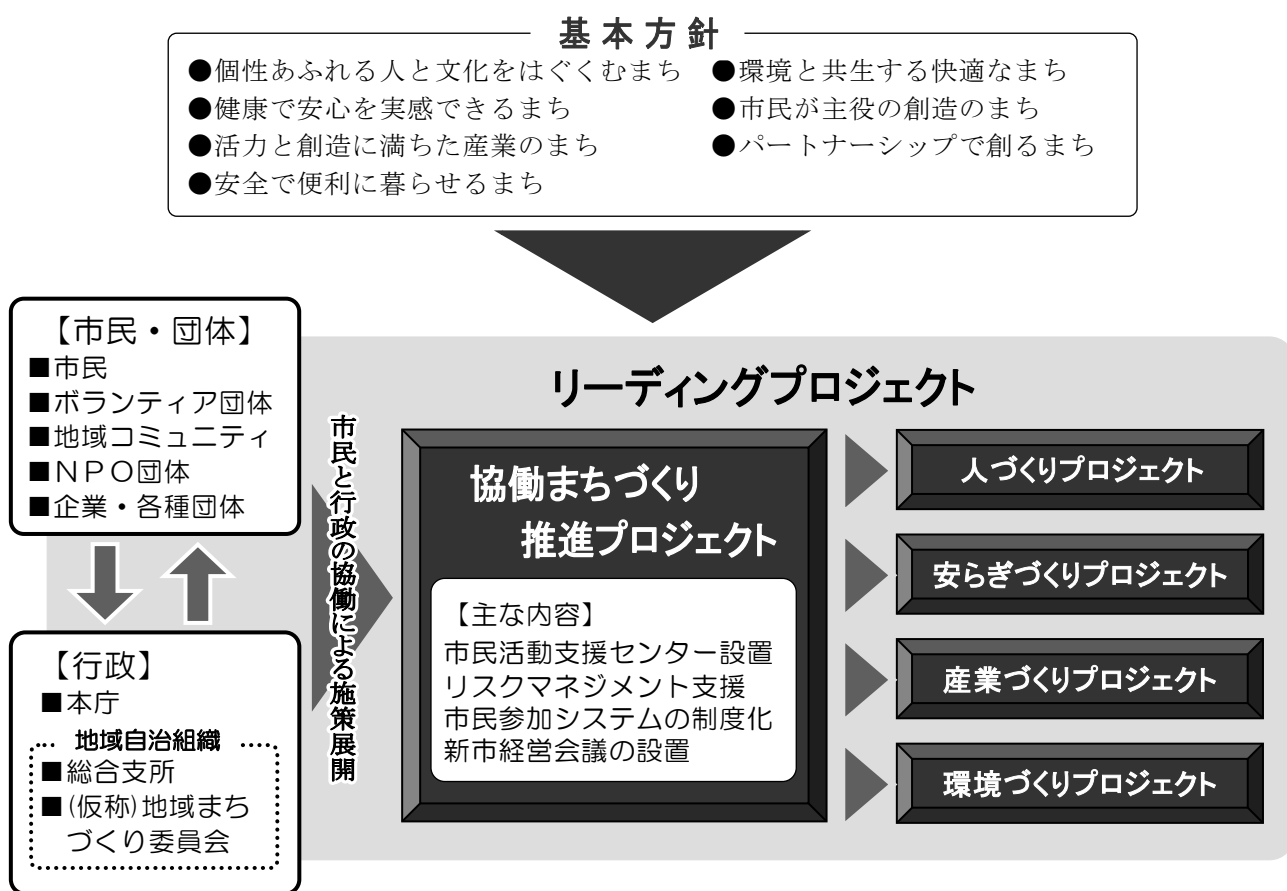 基本方針
●個性あふれる人と文化をはぐくむまち
●健康で安心を実感できるまち
●活力と創造に満ちた産業のまち
●安全で便利に暮らせるまち
●環境と共生する快適なまち
●市民が主役の創造のまち
●パートナーシップで創るまち
【市民・団体】
■市民
■ボランティア団体
■地域コミュニティ
■ＮＰＯ団体
■企業・各種団体
【行政】
■本庁
地域自治組織
■総合支所
■(仮称)地域まち
づくり委員会
市民と行政の協働による施策展開
リーディングプロジェクト
協働まちづくり
推進プロジェクト
【主な内容】
市民活動支援センター設置
リスクマネジメント支援
市民参加システムの制度化
新市経営会議の設置
人づくりプロジェクト
安らぎづくりプロジェクト
産業づくりプロジェクト
環境づくりプロジェクト